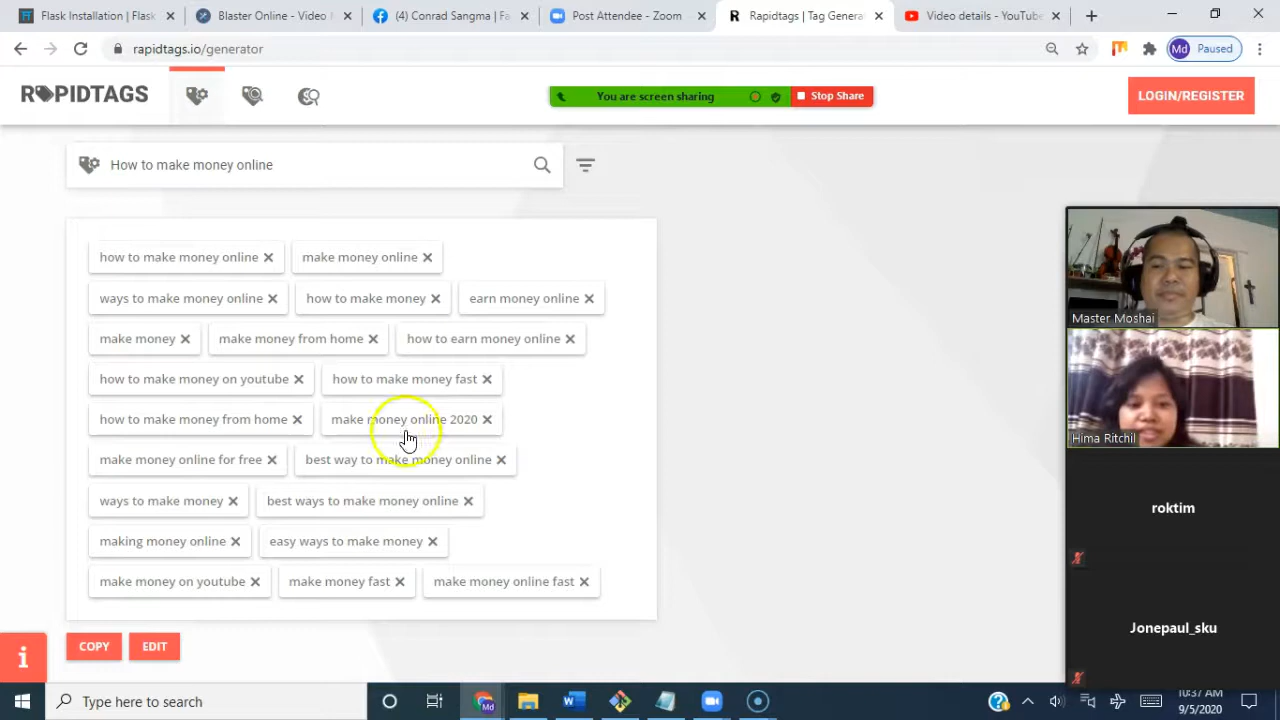 Flask Installation | Flask
Blaster Online - Video
(4) Conrad Sangma | Fa
Post Attendee - Zoom
Rapidtags | Tag Genera
Video details - YouTube
rapidtags.io/generator
Md Paused
RAPIDTAGS
You are screen sharing
Stop Share
LOGIN/REGISTER
How to make money online
how to make money online
make money online
ways to make money online
how to make money
earn money online
make money
make money from home
how to earn money online
how to make money on youtube
how to make money fast
how to make money from home
make money online 2020
make money online for free
best way to make money online
ways to make money
best ways to make money online
making money online
easy ways to make money
make money on youtube
make money fast
make money online fast
COPY
EDIT
Master Moshai
Hima Ritchil
roktim
Jonepaul_sku
Type here to search
10:37 AM
9/5/2020